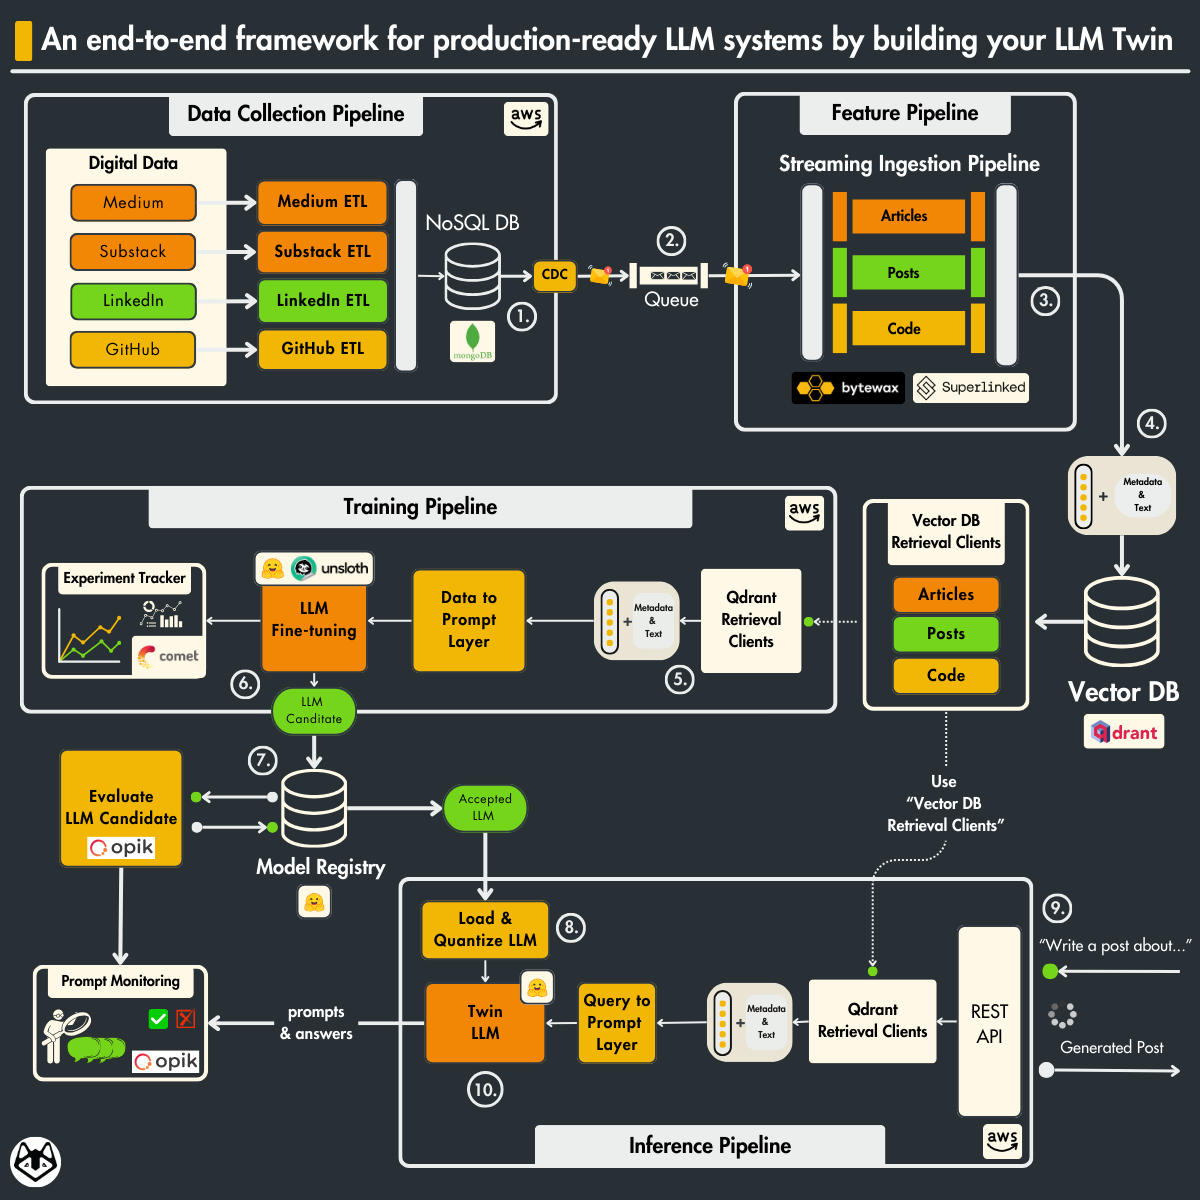 An end-to-end framework for production-ready LLM systems by building your LLM Twin
Data Collection Pipeline
aws
Digital Data
Medium
Substack
LinkedIn
GitHub
Medium ETL
Substack ETL
LinkedIn ETL
GitHub ETL
NoSQL DB
mongoDB
1.
CDC
1
2.
Queue
1
Feature Pipeline
Streaming Ingestion Pipeline
Articles
Posts
Code
bytewax
Superlinked
3.
4.
+
Metadata
&
Text
Vector DB
qdrant
Vector DB
Retrieval Clients
Articles
Posts
Code
Training Pipeline
aws
Experiment Tracker
comet
unsloth
LLM
Fine-tuning
Data to
Prompt
Layer
+
Metadata
&
Text
Qdrant
Retrieval
Clients
5.
6.
LLM
Canditate
7.
Evaluate
LLM Candidate
opik
Model Registry
Accepted
LLM
Use
“Vector DB
Retrieval Clients”
Load &
Quantize LLM
8.
9.
“Write a post about...”
Generated Post
Prompt Monitoring
opik
prompts
& answers
Twin
LLM
10.
Query to
Prompt
Layer
+
Metadata
&
Text
Qdrant
Retrieval Clients
REST
API
Inference Pipeline
aws